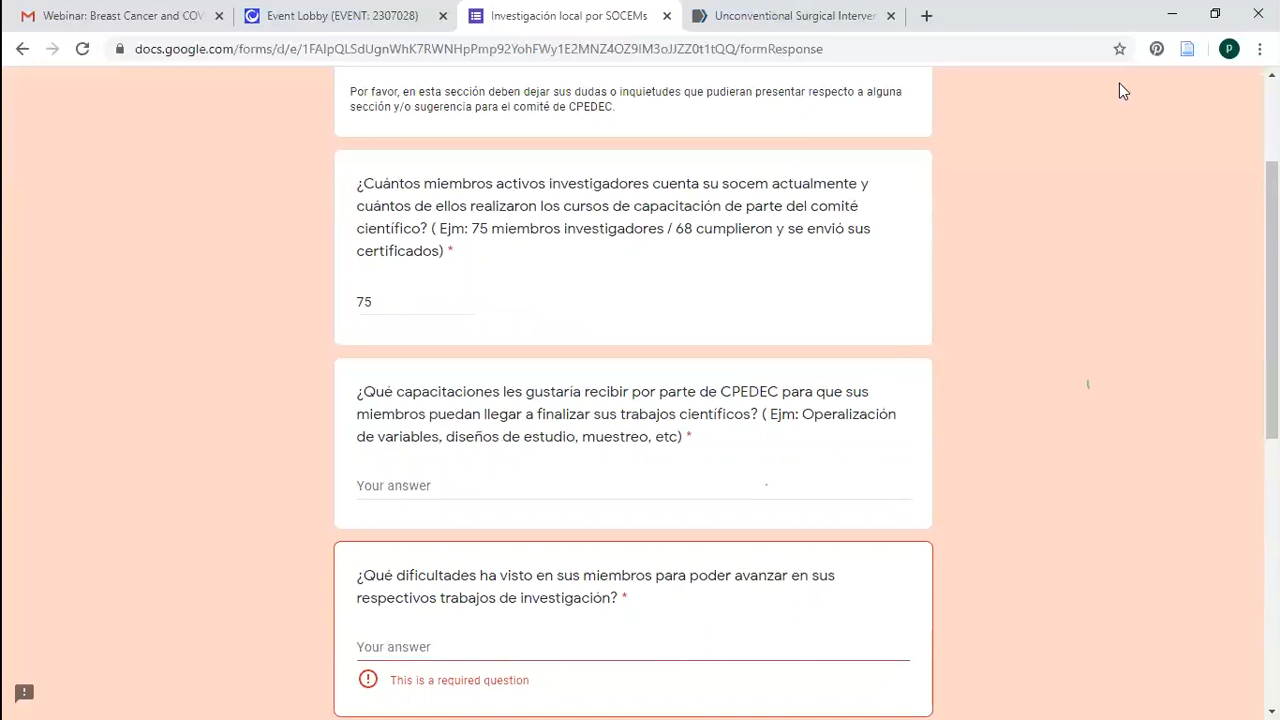 Webinar: Breast Cancer and COV
Event Lobby (EVENT: 2307028)
Investigación local por SOCEMs
Unconventional Surgical Interven
docs.google.com/forms/d/e/1FAIpQLSdUgnWhK7RWNHpPmp92YonFWy1E2MNZ4OZ9IM3oJJZZ0t1tQQ/formResponse
P
Por favor, en esta sección deben dejar sus dudas o inquietudes que pudieran presentar respecto a alguna
sección y/o sugerencia para el comité de CPEDEC.
¿Cuántos miembros activos investigadores cuenta su socem actualmente y
cuántos de ellos realizaron los cursos de capacitación de parte del comité
científico? ( Ejm: 75 miembros investigadores / 68 cumplieron y se envió sus
certificados) *
75
¿Qué capacitaciones les gustaría recibir por parte de CPEDEC para que sus
miembros puedan llegar a finalizar sus trabajos científicos? ( Ejm: Operalización
de variables, diseños de estudio, muestreo, etc) *
Your answer
¿Qué dificultades ha visto en sus miembros para poder avanzar en sus
respectivos trabajos de investigación? *
Your answer
This is a required question